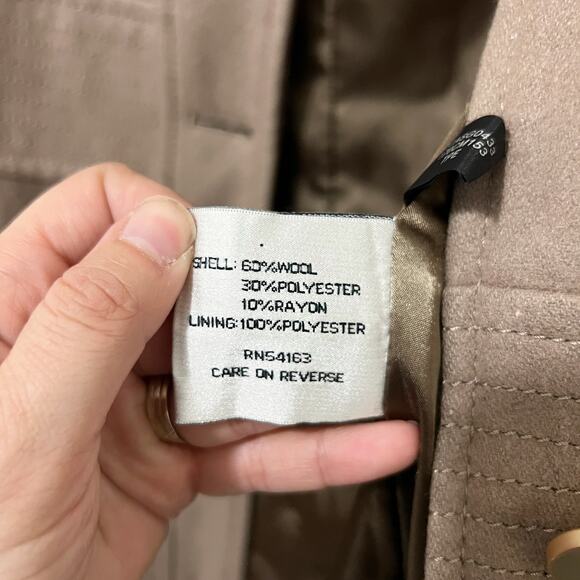 SHELL: 60%WOOL
30%POLYESTER
10%RAYON
LINING:100%POLYESTER
RN54163
CARE ON REVERSE